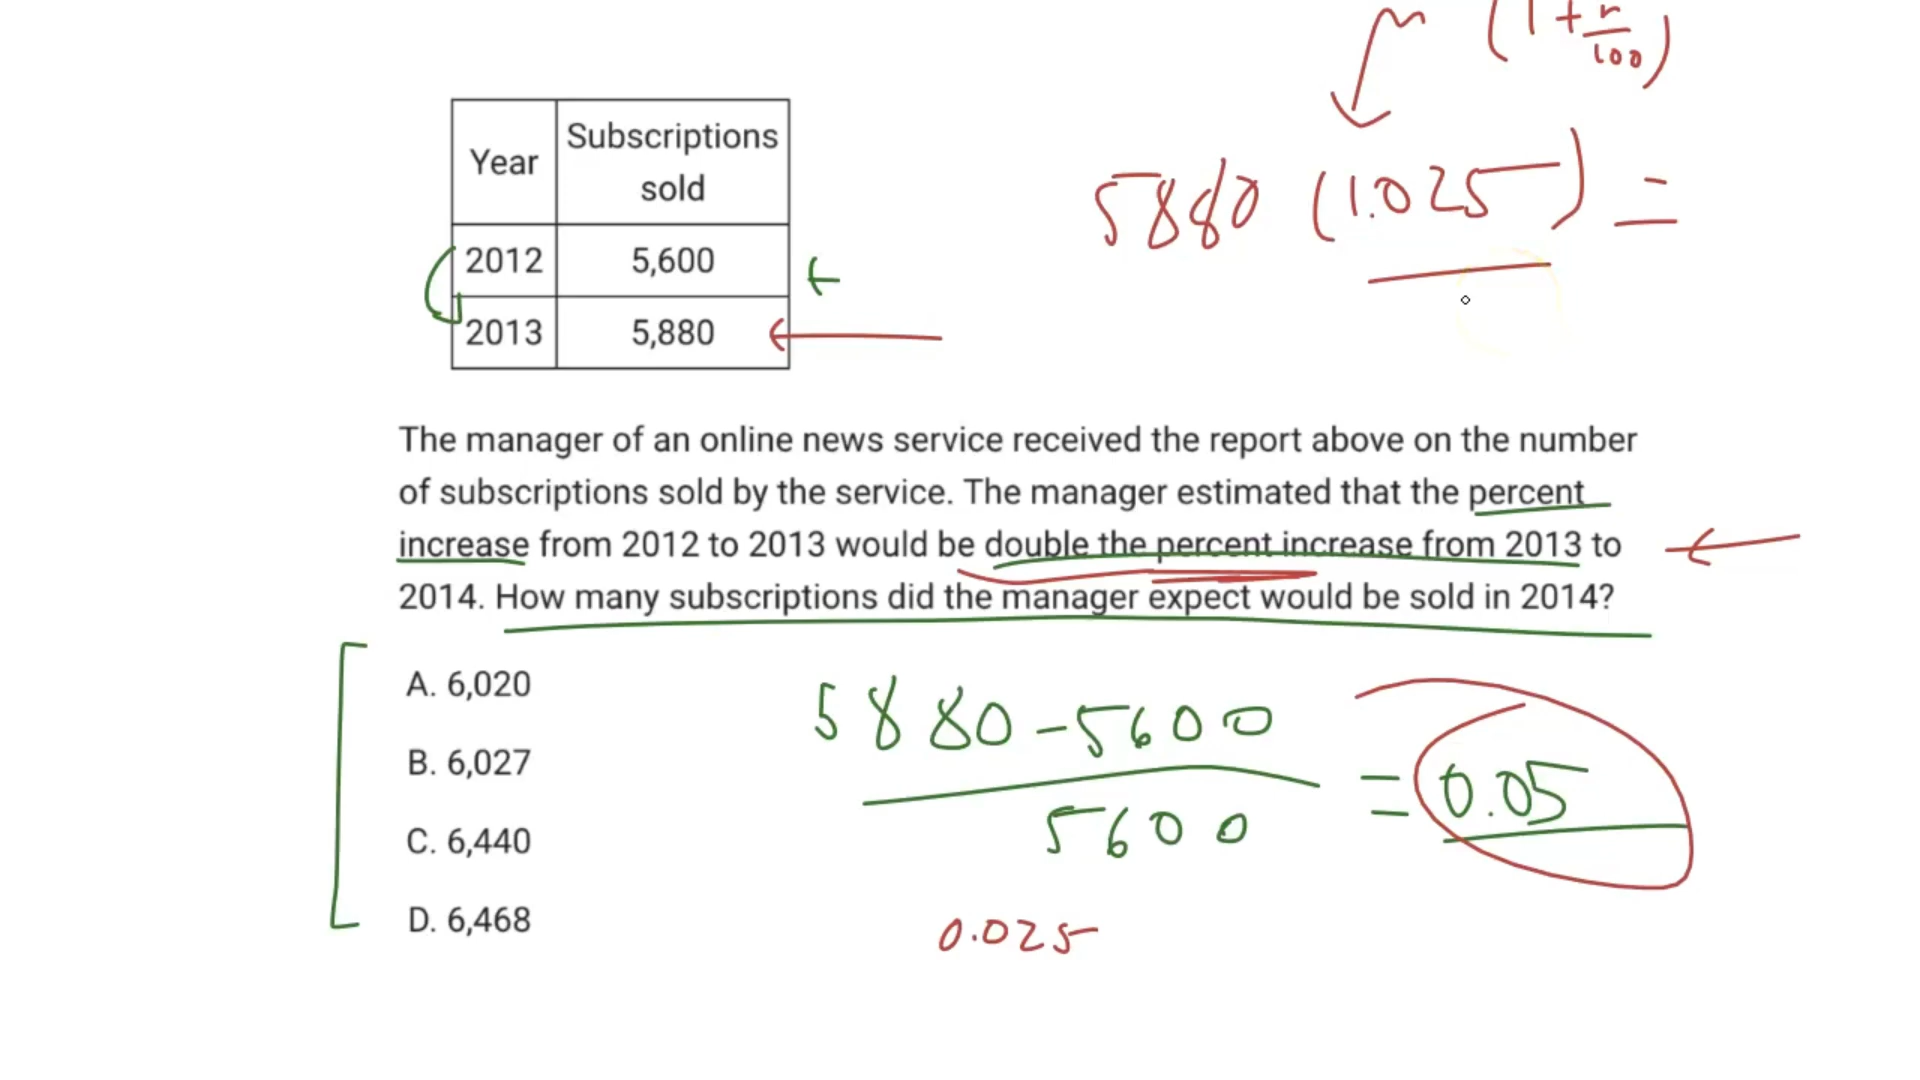 (1 + r/100)
5880 (1.025) =
Year Subscriptions sold
2012 5,600
2013 5,880
The manager of an online news service received the report above on the number
of subscriptions sold by the service. The manager estimated that the percent
increase from 2012 to 2013 would be double the percent increase from 2013 to
2014. How many subscriptions did the manager expect would be sold in 2014?
A. 6,020
B. 6,027
C. 6,440
D. 6,468
5880 - 5600
5600
= 0.05
0.025